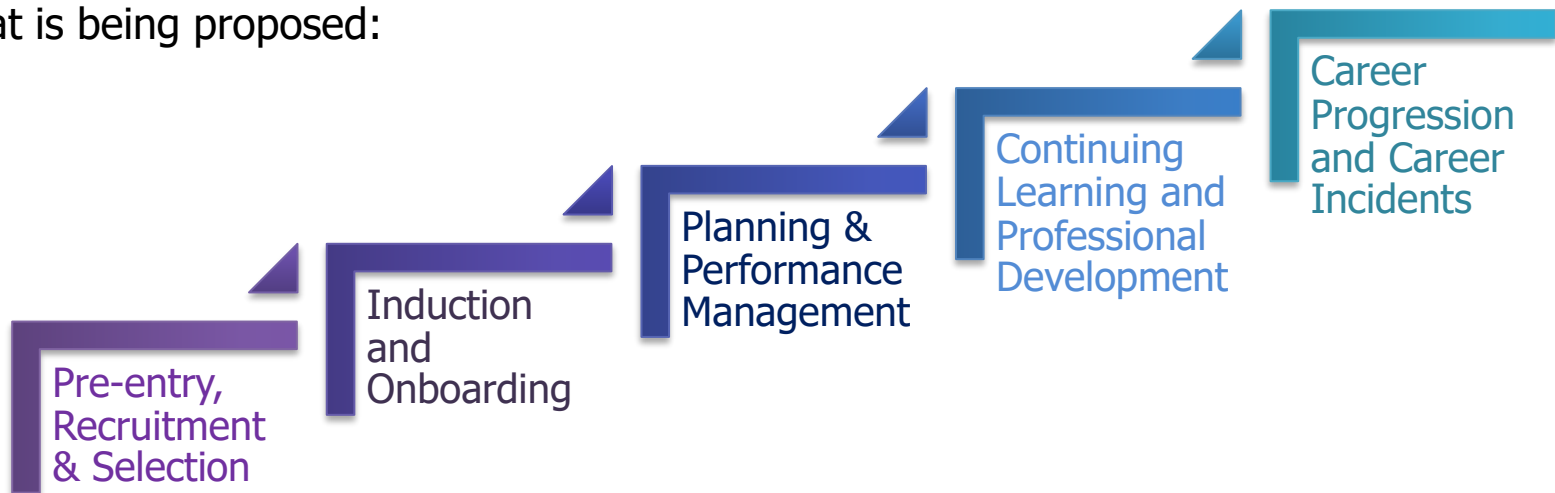 at is being proposed:
Pre-entry,
Recruitment
& Selection
Induction
and
Onboarding
Planning &
Performance
Management
Continuing
Learning and
Professional
Development
Career
Progression
and Career
Incidents